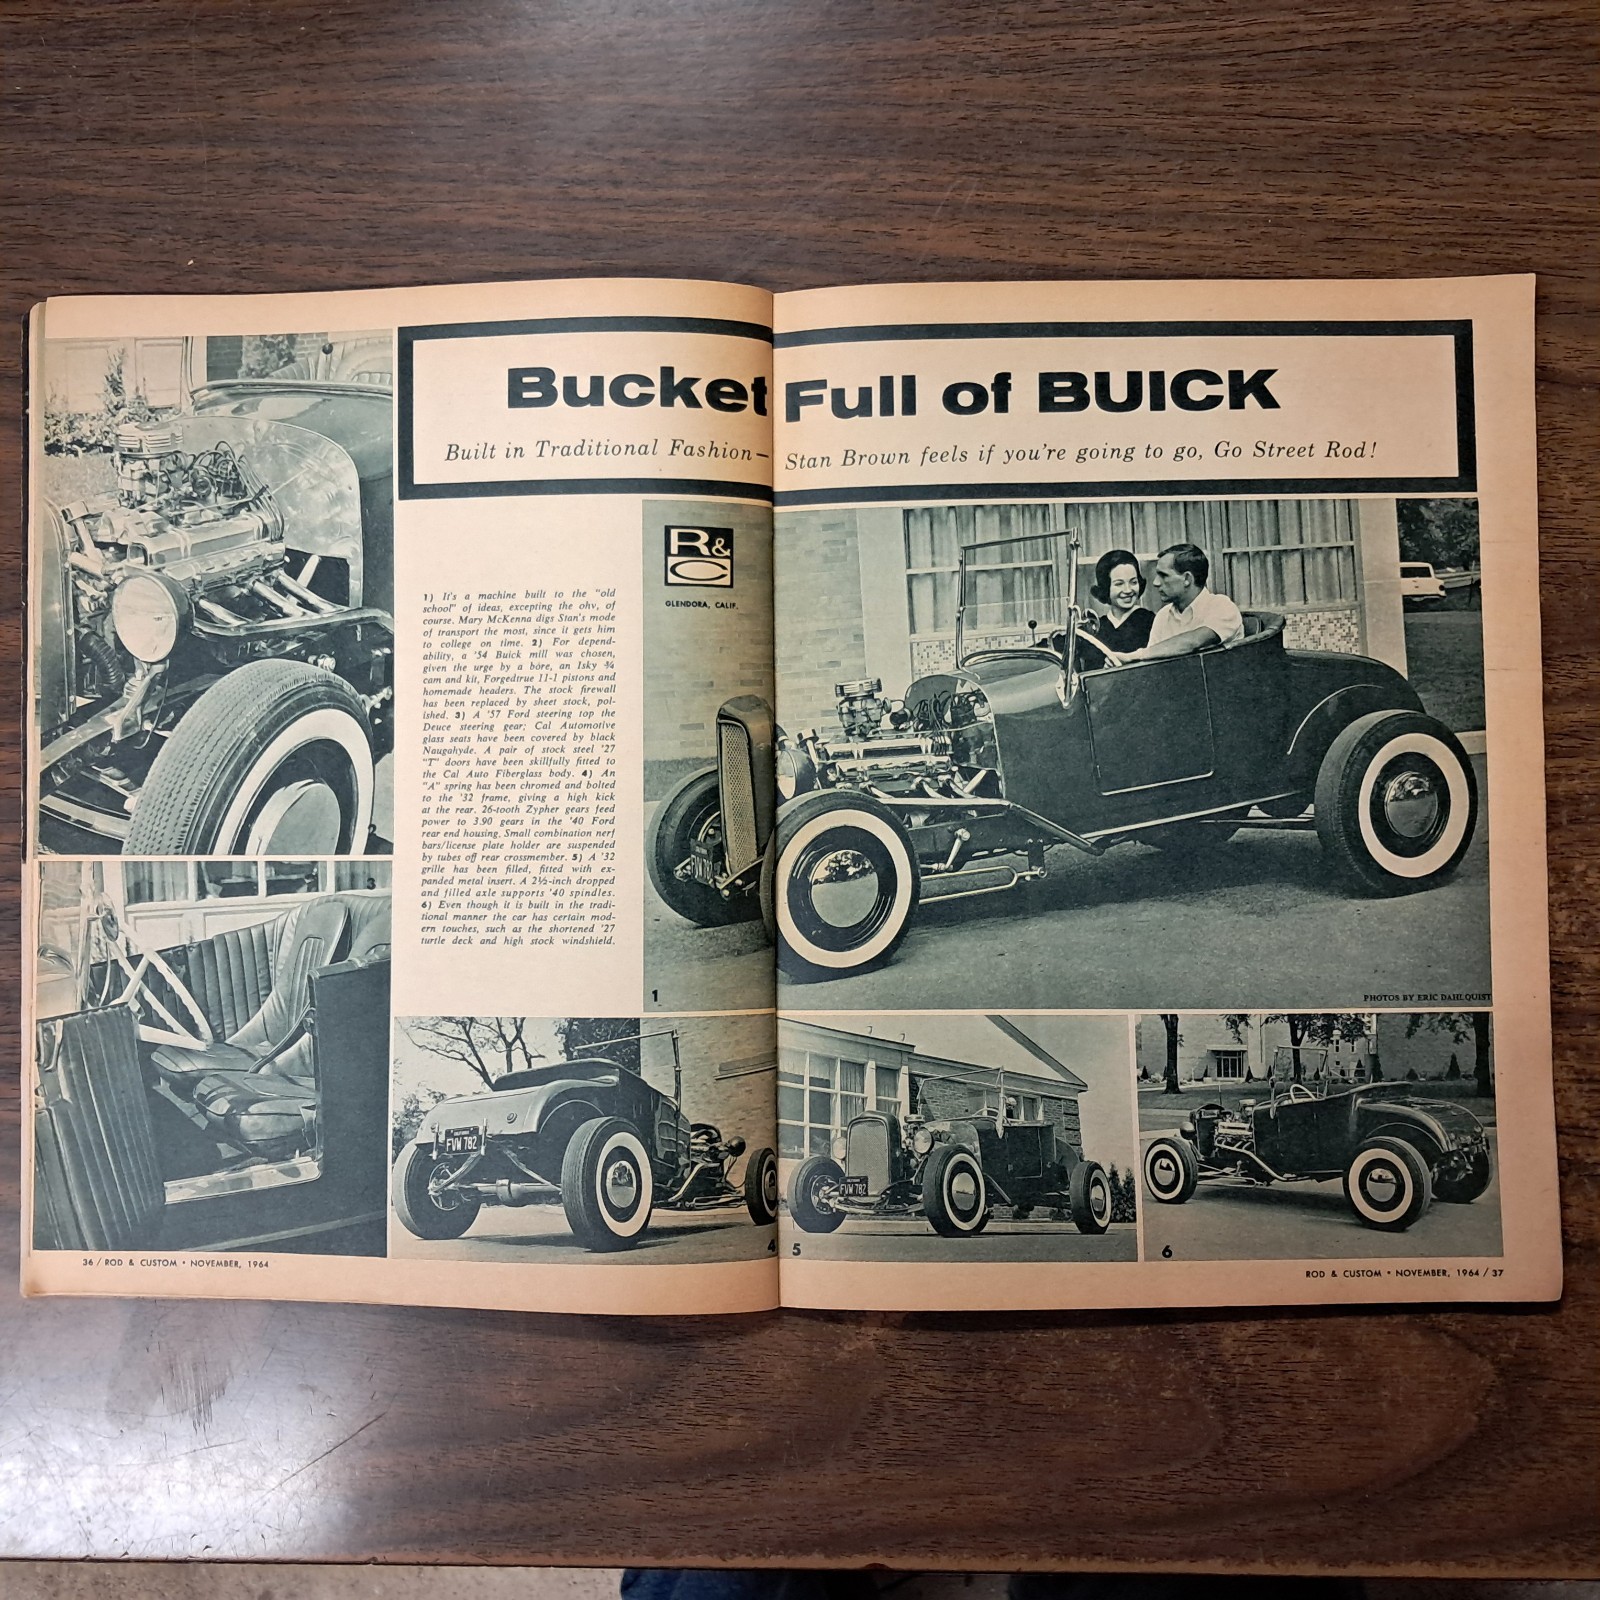 Bucket Full of BUICK
Built in Traditional Fashion— Stan Brown feels if you're going to go, Go Street Rod!
R&C
GLENDORA, CALIF.
1) It's a machine built to the "old
school" of ideas, excepting the ohv, of
course. Mary McKenna digs Stan's mode
of transport the most, since it gets him
to college on time. 2) For depend-
ability, a '54 Buick mill was chosen,
given the urge by a bore, an Isky ¾
cam and kit, Forgedtrue 11-1 pistons and
homemade headers. The stock firewall
has been replaced by sheet stock, pol-
ished. 3) A '57 Ford steering top the
Deuce steering gear; Cal Automotive
glass seats have been covered by black
Naugahyde. A pair of stock steel '27
"T" doors have been skillfully fitted to
the Cal Auto Fiberglass body. 4) An
"A" spring has been chromed and bolted
to the '32 frame, giving a high kick
at the rear. 26-tooth Zypher gears feed
power to 3.90 gears in the '40 Ford
rear end housing. Small combination nerf
bars/license plate holder are suspended
by tubes off rear crossmember. 5) A '32
grille has been filled, fitted with ex-
panded metal insert. A 2½-inch dropped
and filled axle supports '40 spindles.
6) Even though it is built in the tradi-
tional manner the car has certain mod-
ern touches, such as the shortened '27
turtle deck and high stock windshield.
2
3
1
PHOTOS BY ERIC DAHLQUIST
FVW 782
FVW 782
FVW 782
4
5
6
36 / ROD & CUSTOM • NOVEMBER, 1964
ROD & CUSTOM • NOVEMBER, 1964 / 37